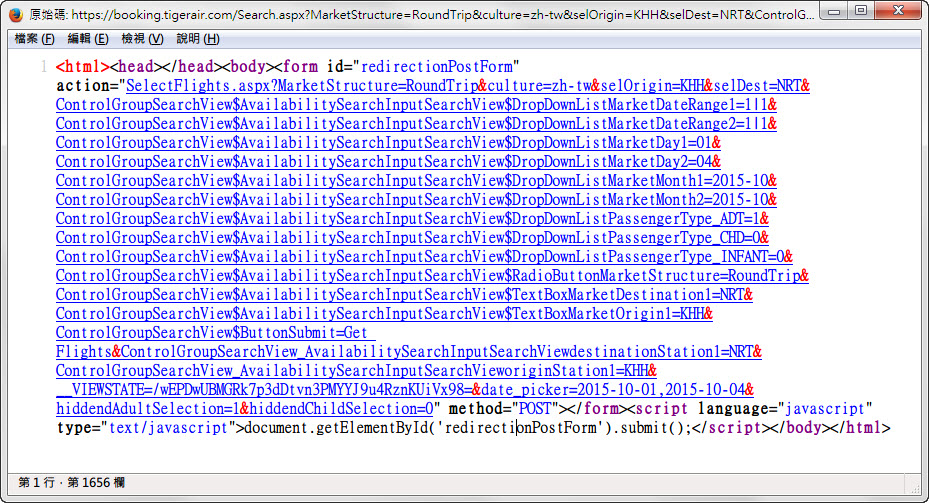 原始碼: https://booking.tigerair.com/Search.aspx?MarketStructure=RoundTrip&culture=zh-tw&selOrigin=KHH&selDest=NRT&ControlG...
檔案 (F) 編輯 (E) 檢視 (V) 說明 (H)
1 <html><head></head><body><form id="redirectionPostForm"
action="SelectFlights.aspx?MarketStructure=RoundTrip&culture=zh-tw&selOrigin=KHH&selDest=NRT&
ControlGroupSearchView$AvailabilitySearchInputSearchView$DropDownListMarketDateRange1=1|1&
ControlGroupSearchView$AvailabilitySearchInputSearchView$DropDownListMarketDateRange2=1|1&
ControlGroupSearchView$AvailabilitySearchInputSearchView$DropDownListMarketDay1=01&
ControlGroupSearchView$AvailabilitySearchInputSearchView$DropDownListMarketDay2=04&
ControlGroupSearchView$AvailabilitySearchInputSearchView$DropDownListMarketMonth1=2015-10&
ControlGroupSearchView$AvailabilitySearchInputSearchView$DropDownListMarketMonth2=2015-10&
ControlGroupSearchView$AvailabilitySearchInputSearchView$DropDownListPassengerType_ADT=1&
ControlGroupSearchView$AvailabilitySearchInputSearchView$DropDownListPassengerType_CHD=0&
ControlGroupSearchView$AvailabilitySearchInputSearchView$DropDownListPassengerType_INFANT=0&
ControlGroupSearchView$AvailabilitySearchInputSearchView$RadioButtonMarketStructure=RoundTrip&
ControlGroupSearchView$AvailabilitySearchInputSearchView$TextBoxMarketDestination1=NRT&
ControlGroupSearchView$AvailabilitySearchInputSearchView$TextBoxMarketOrigin1=KHH&
ControlGroupSearchView$ButtonSubmit=Get
Flights&ControlGroupSearchView_AvailabilitySearchInputSearchViewdestinationStation1=NRT&
ControlGroupSearchView_AvailabilitySearchInputSearchVieworiginStation1=KHH&
__VIEWSTATE=/wEPDwUBMGRk7p3dDtvn3PMYYJ9u4RznKUiVx98=&date_picker=2015-10-01,2015-10-04&
hiddendAdultSelection=1&hiddendChildSelection=0" method="POST"></form><script language="javascript"
type="text/javascript">document.getElementById('redirectionPostForm').submit();</script></body></html>
第 1 行，第 1656 欄